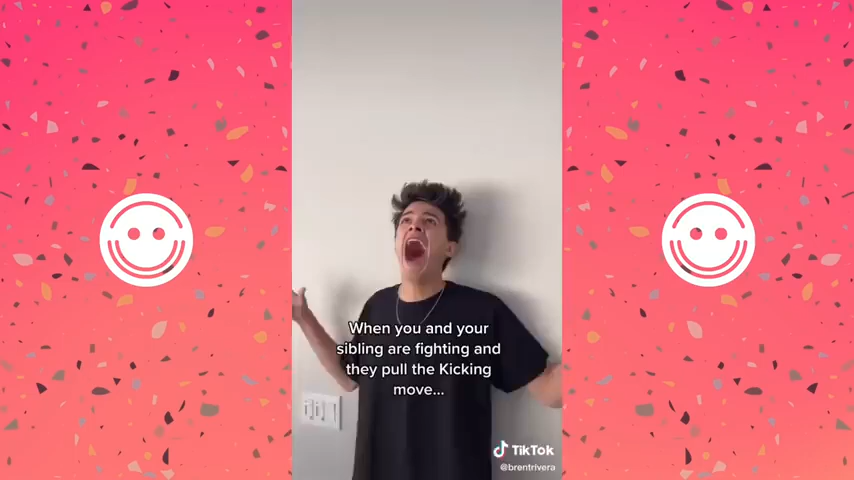 When you and your
sibling are fighting and
they pull the Kicking
move...
TikTok
@brentrivera